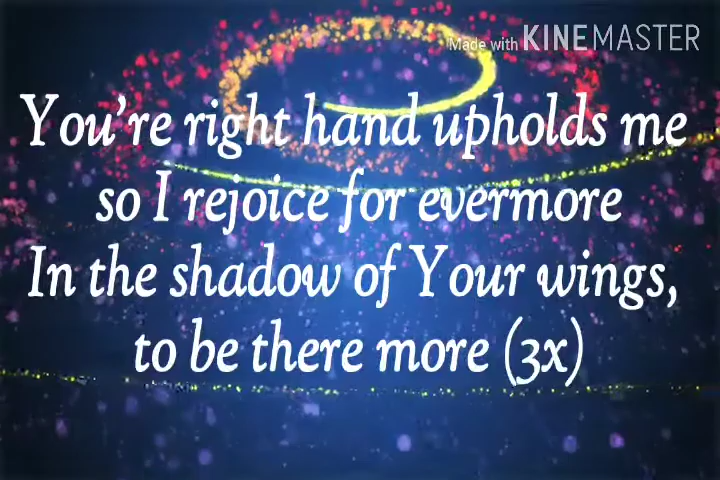 Made with KINEMASTER
You're right hand upholds me
so I rejoice for evermore
In the shadow of Your wings,
to be there more (3x)